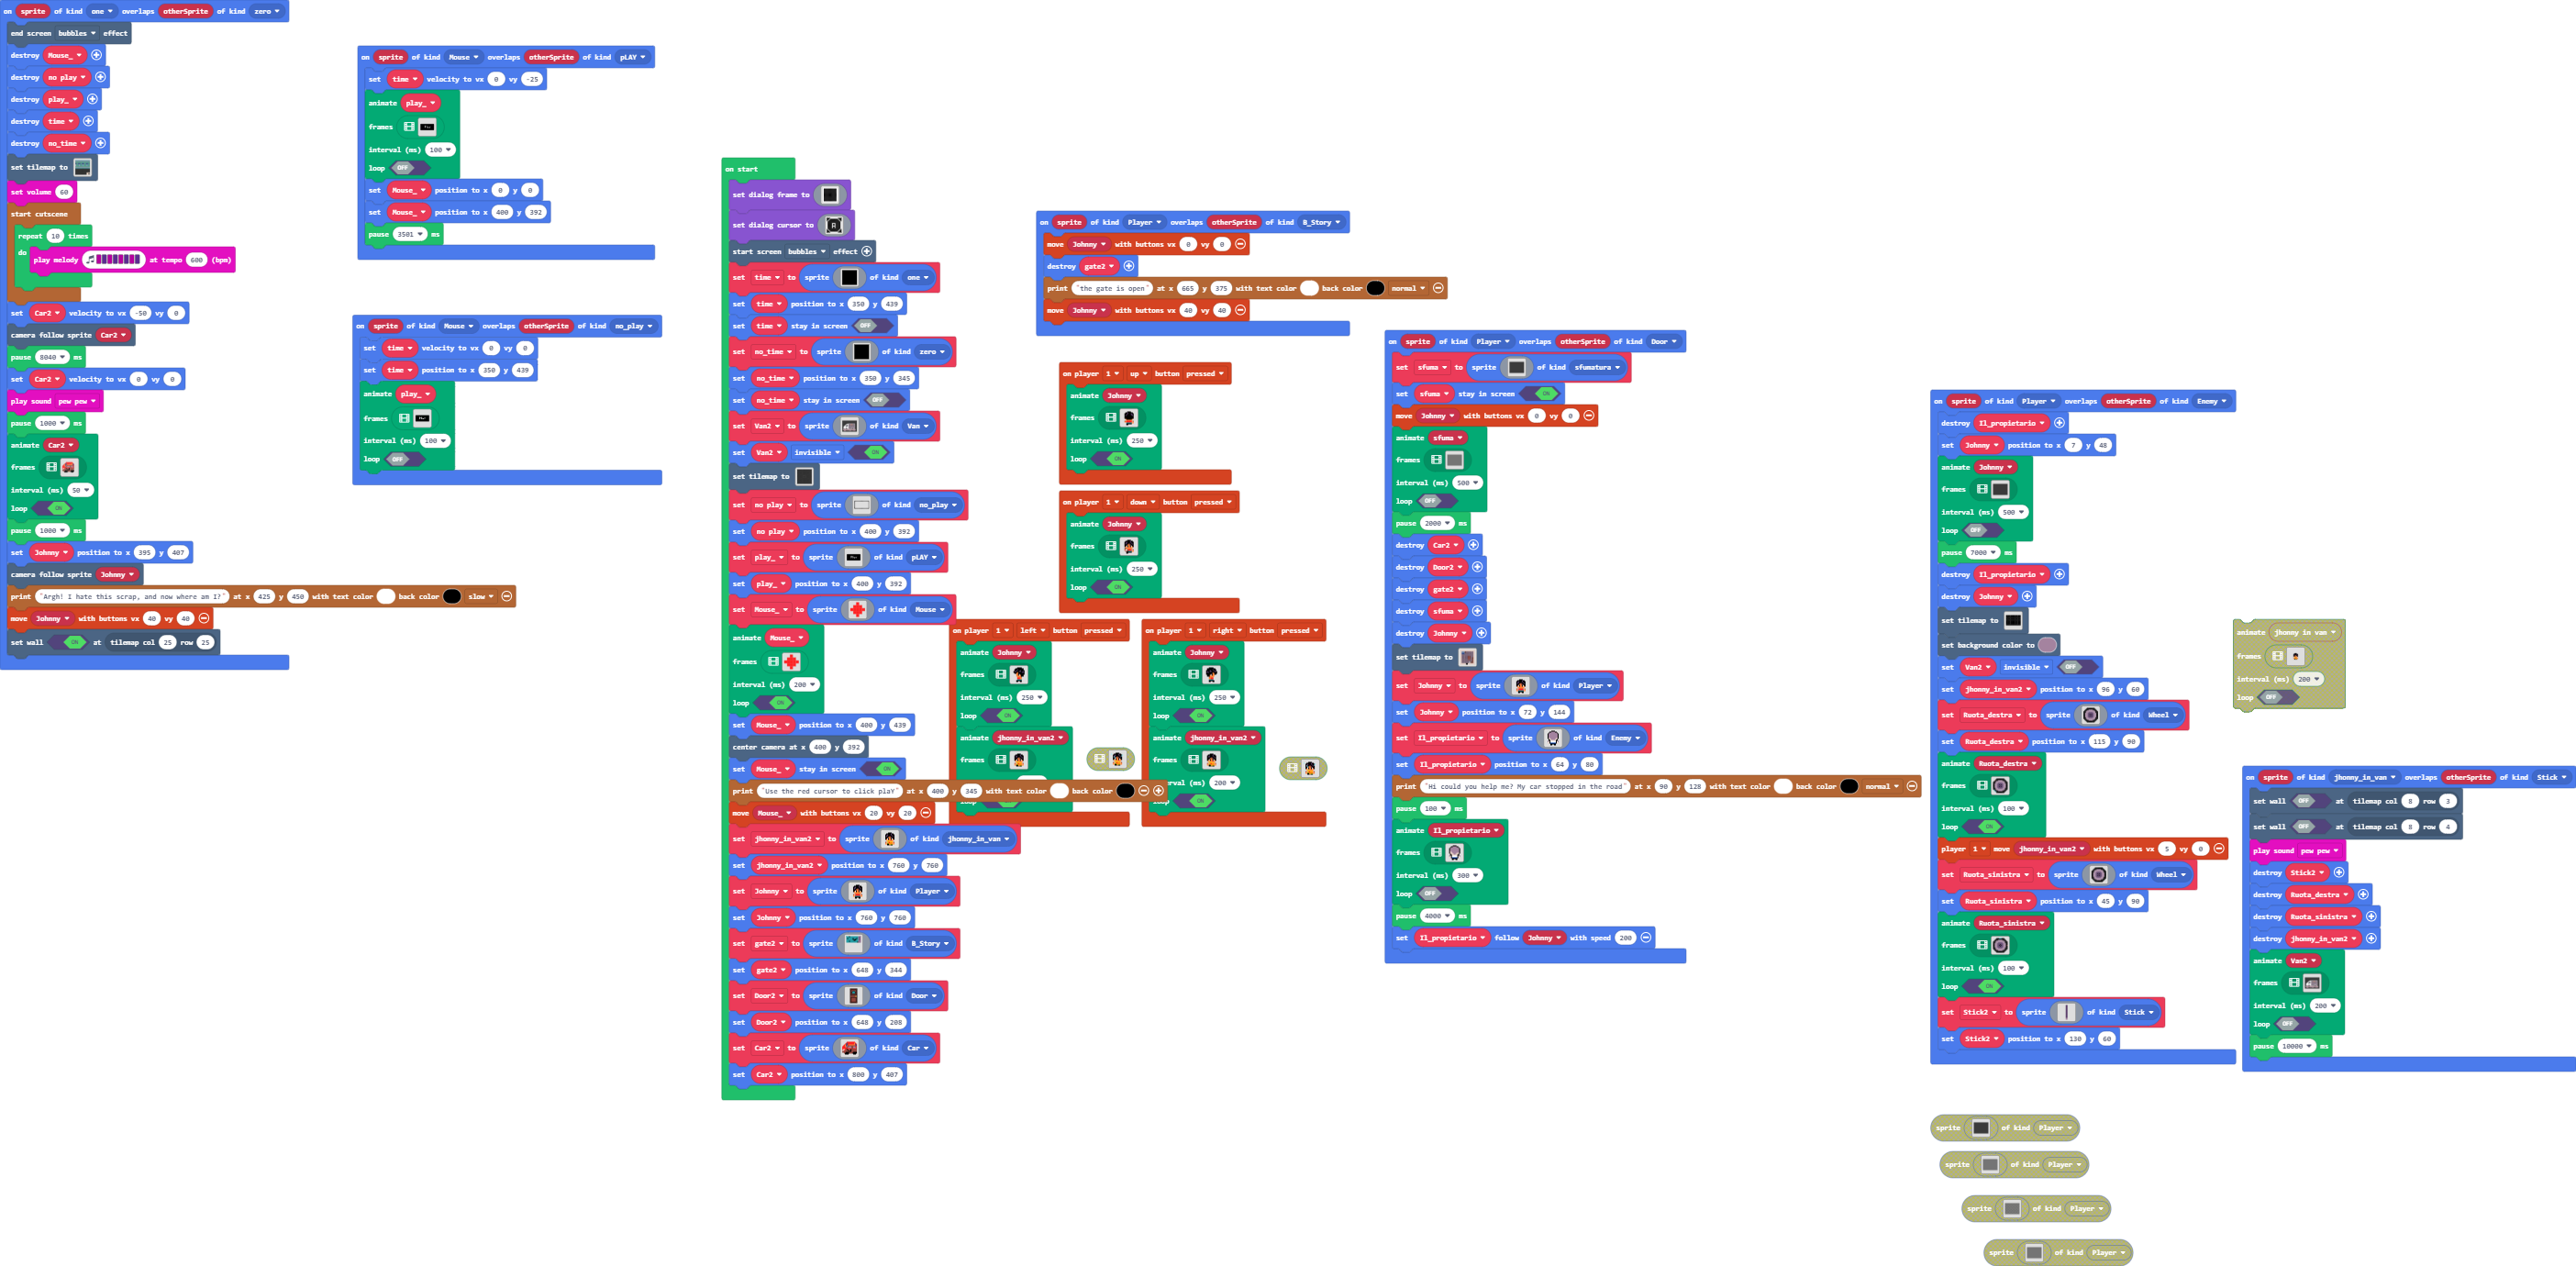 on sprite of kind one overlaps otherSprite of kind zero
end screen bubbles effect
destroy Mouse_
destroy no play
destroy play_
destroy time
destroy no_time
set tilemap to
set volume 60
start cutscene
repeat 10 times
do play melody at tempo 600 (bpm)
set Car2 velocity to vx -50 vy 0
camera follow sprite Car2
pause 8040 ms
set Car2 velocity to vx 0 vy 0
play sound pew pew
pause 1000 ms
animate Car2
frames
interval (ms) 50
loop ON
pause 1000 ms
set Johnny position to x 395 y 407
camera follow sprite Johnny
print "Argh! I hate this scrap, and now where am I?" at x 425 y 450 with text color back color slow
move Johnny with buttons vx 40 vy 40
set wall ON at tilemap col 25 row 25
on sprite of kind Mouse overlaps otherSprite of kind pLAY
set time velocity to vx 0 vy -25
animate play_
frames
interval (ms) 100
loop OFF
set Mouse_ position to x 0 y 0
set Mouse_ position to x 400 y 392
pause 3501 ms
on sprite of kind Mouse overlaps otherSprite of kind no_play
set time velocity to vx 0 vy 0
set time position to x 350 y 439
animate play_
frames
interval (ms) 100
loop OFF
on start
set dialog frame to
set dialog cursor to A
start screen bubbles effect
set time to sprite of kind one
set time position to x 350 y 439
set time stay in screen OFF
set no_time to sprite of kind zero
set no_time position to x 350 y 345
set no_time stay in screen OFF
set Van2 to sprite of kind Van
set Van2 invisible ON
set tilemap to
set no play to sprite of kind no_play
set no play position to x 400 y 392
set play_ to sprite of kind pLAY
set play_ position to x 400 y 392
set Mouse_ to sprite of kind Mouse
animate Mouse_
frames
interval (ms) 200
loop ON
set Mouse_ position to x 400 y 439
center camera at x 400 y 392
set Mouse_ stay in screen ON
print "Use the red cursor to click plaY" at x 400 y 345 with text color back color
move Mouse_ with buttons vx 20 vy 20
set jhonny_in_van2 to sprite of kind jhonny_in_van
set jhonny_in_van2 position to x 760 y 760
set Johnny to sprite of kind Player
set Johnny position to x 760 y 760
set gate2 to sprite of kind B_Story
set gate2 position to x 648 y 344
set Door2 to sprite of kind Door
set Door2 position to x 648 y 208
set Car2 to sprite of kind Car
set Car2 position to x 800 y 407
on sprite of kind Player overlaps otherSprite of kind B_Story
move Johnny with buttons vx 0 vy 0
destroy gate2
print "the gate is open" at x 665 y 375 with text color back color normal
move Johnny with buttons vx 40 vy 40
on player 1 up button pressed
animate Johnny
frames
interval (ms) 250
loop ON
on player 1 down button pressed
animate Johnny
frames
interval (ms) 250
loop ON
on player 1 left button pressed
animate Johnny
frames
interval (ms) 250
loop ON
animate jhonny_in_van2
frames
on player 1 right button pressed
animate Johnny
frames
interval (ms) 250
loop ON
animate jhonny_in_van2
frames
rval (ms) 200
ON
on sprite of kind Player overlaps otherSprite of kind Door
set sfuma to sprite of kind sfumatura
set sfuma stay in screen ON
move Johnny with buttons vx 0 vy 0
animate sfuma
frames
interval (ms) 500
loop OFF
pause 2000 ms
destroy Car2
destroy Door2
destroy gate2
destroy sfuma
destroy Johnny
set tilemap to
set Johnny to sprite of kind Player
set Johnny position to x 72 y 144
set Il_propietario to sprite of kind Enemy
set Il_propietario position to x 64 y 80
print "Hi could you help me? My car stopped in the road" at x 90 y 128 with text color back color normal
pause 100 ms
animate Il_propietario
frames
interval (ms) 300
loop OFF
pause 4000 ms
set Il_propietario follow Johnny with speed 200
on sprite of kind Player overlaps otherSprite of kind Enemy
destroy Il_propietario
set Johnny position to x 7 y 48
animate Johnny
frames
interval (ms) 500
loop OFF
pause 7000 ms
destroy Il_propietario
destroy Johnny
set tilemap to
set background color to
set Van2 invisible OFF
set jhonny_in_van2 position to x 96 y 60
set Ruota_destra to sprite of kind Wheel
set Ruota_destra position to x 115 y 90
animate Ruota_destra
frames
interval (ms) 100
loop ON
player 1 move jhonny_in_van2 with buttons vx 5 vy 0
set Ruota_sinistra to sprite of kind Wheel
set Ruota_sinistra position to x 45 y 90
animate Ruota_sinistra
frames
interval (ms) 100
loop ON
set Stick2 to sprite of kind Stick
set Stick2 position to x 130 y 60
animate jhonny in van
frames
interval (ms) 200
loop OFF
on sprite of kind jhonny_in_van overlaps otherSprite of kind Stick
set wall OFF at tilemap col 8 row 3
set wall OFF at tilemap col 8 row 4
play sound pew pew
destroy Stick2
destroy Ruota_destra
destroy Ruota_sinistra
destroy jhonny_in_van2
animate Van2
frames
interval (ms) 200
loop OFF
pause 10000 ms
sprite of kind Player
sprite of kind Player
sprite of kind Player
sprite of kind Player